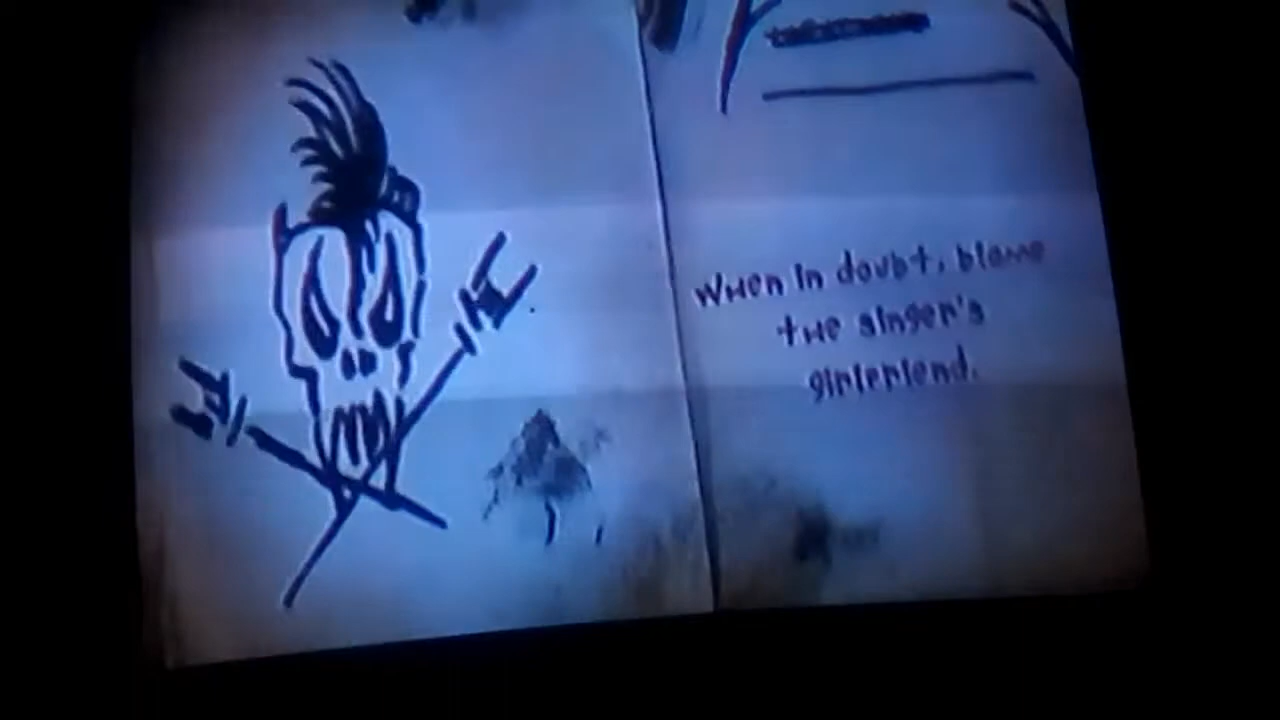 When in doubt, blame
the singer's
girlfriend.